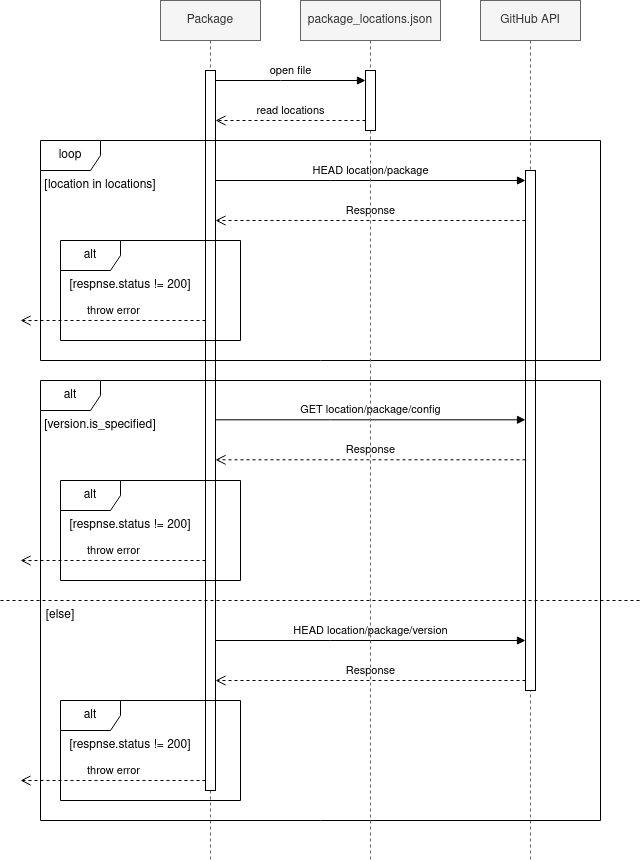 Package
package_locations.json
GitHub API
open file
read locations
loop
HEAD location/package
[location in locations]
Response
alt
[respnse.status != 200]
throw error
alt
GET location/package/config
[version.is_specified]
Response
alt
[respnse.status != 200]
throw error
[else]
HEAD location/package/version
Response
alt
[respnse.status != 200]
throw error